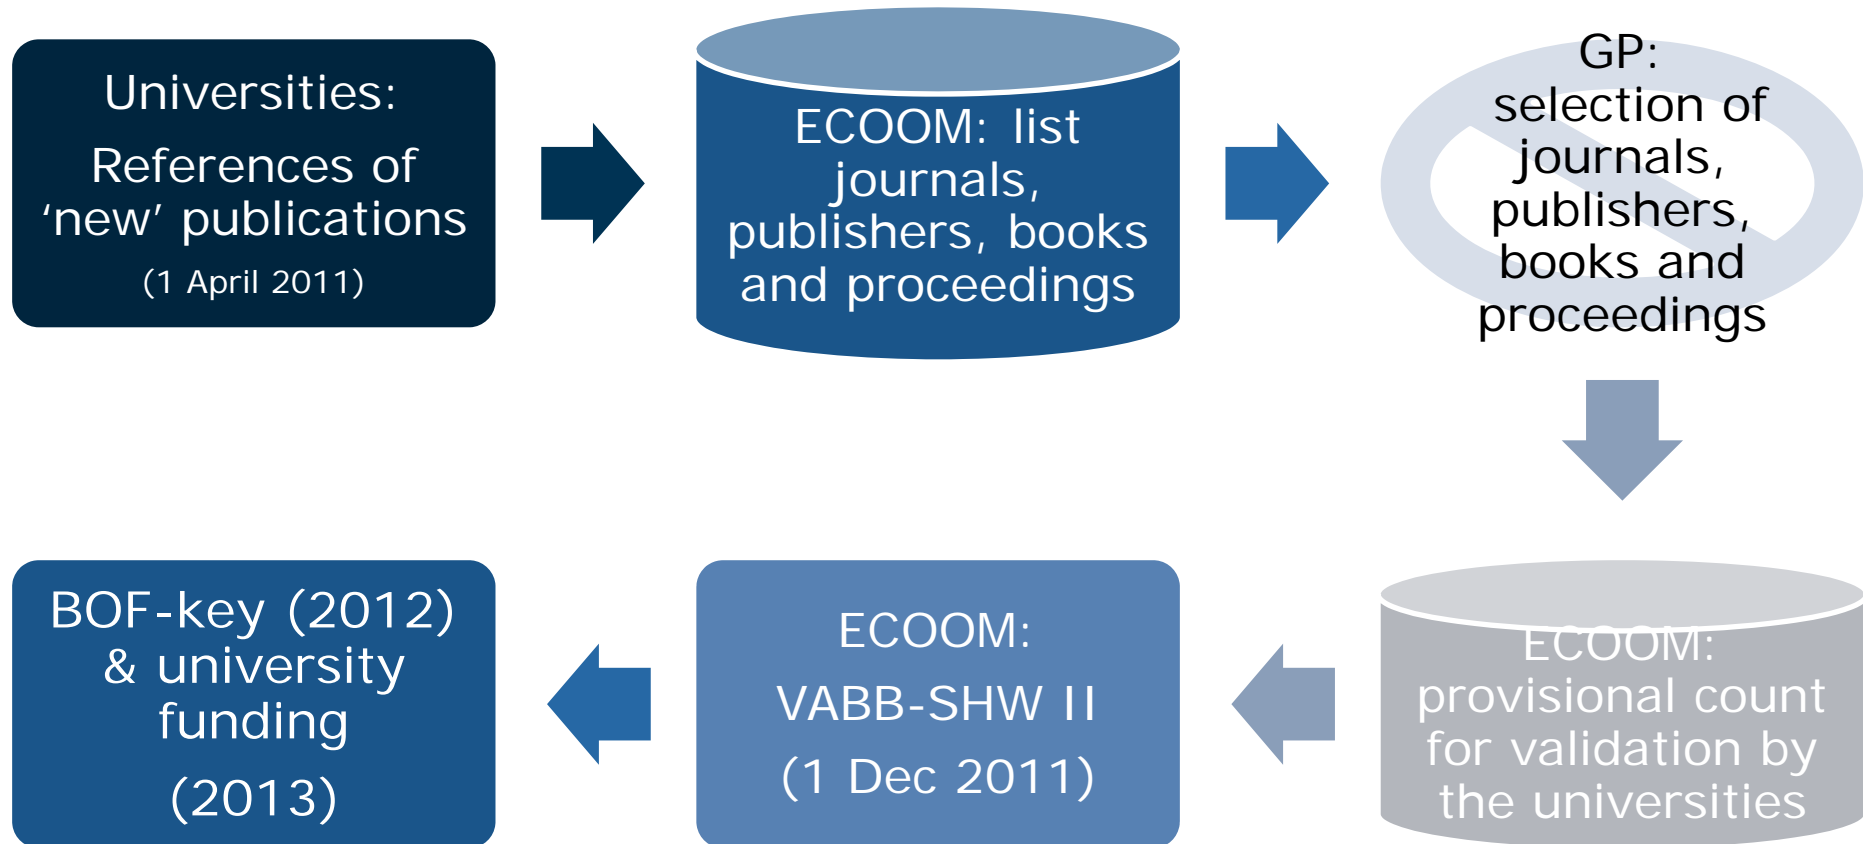 Universities:
References of
‘new’ publications
(1 April 2011)
ECOOM: list
journals,
publishers, books
and proceedings
GP:
selection of
journals,
publishers,
books and
proceedings
ECOOM:
provisional count
for validation by
the universities
ECOOM:
VABB-SHW II
(1 Dec 2011)
BOF-key (2012)
& university
funding
(2013)